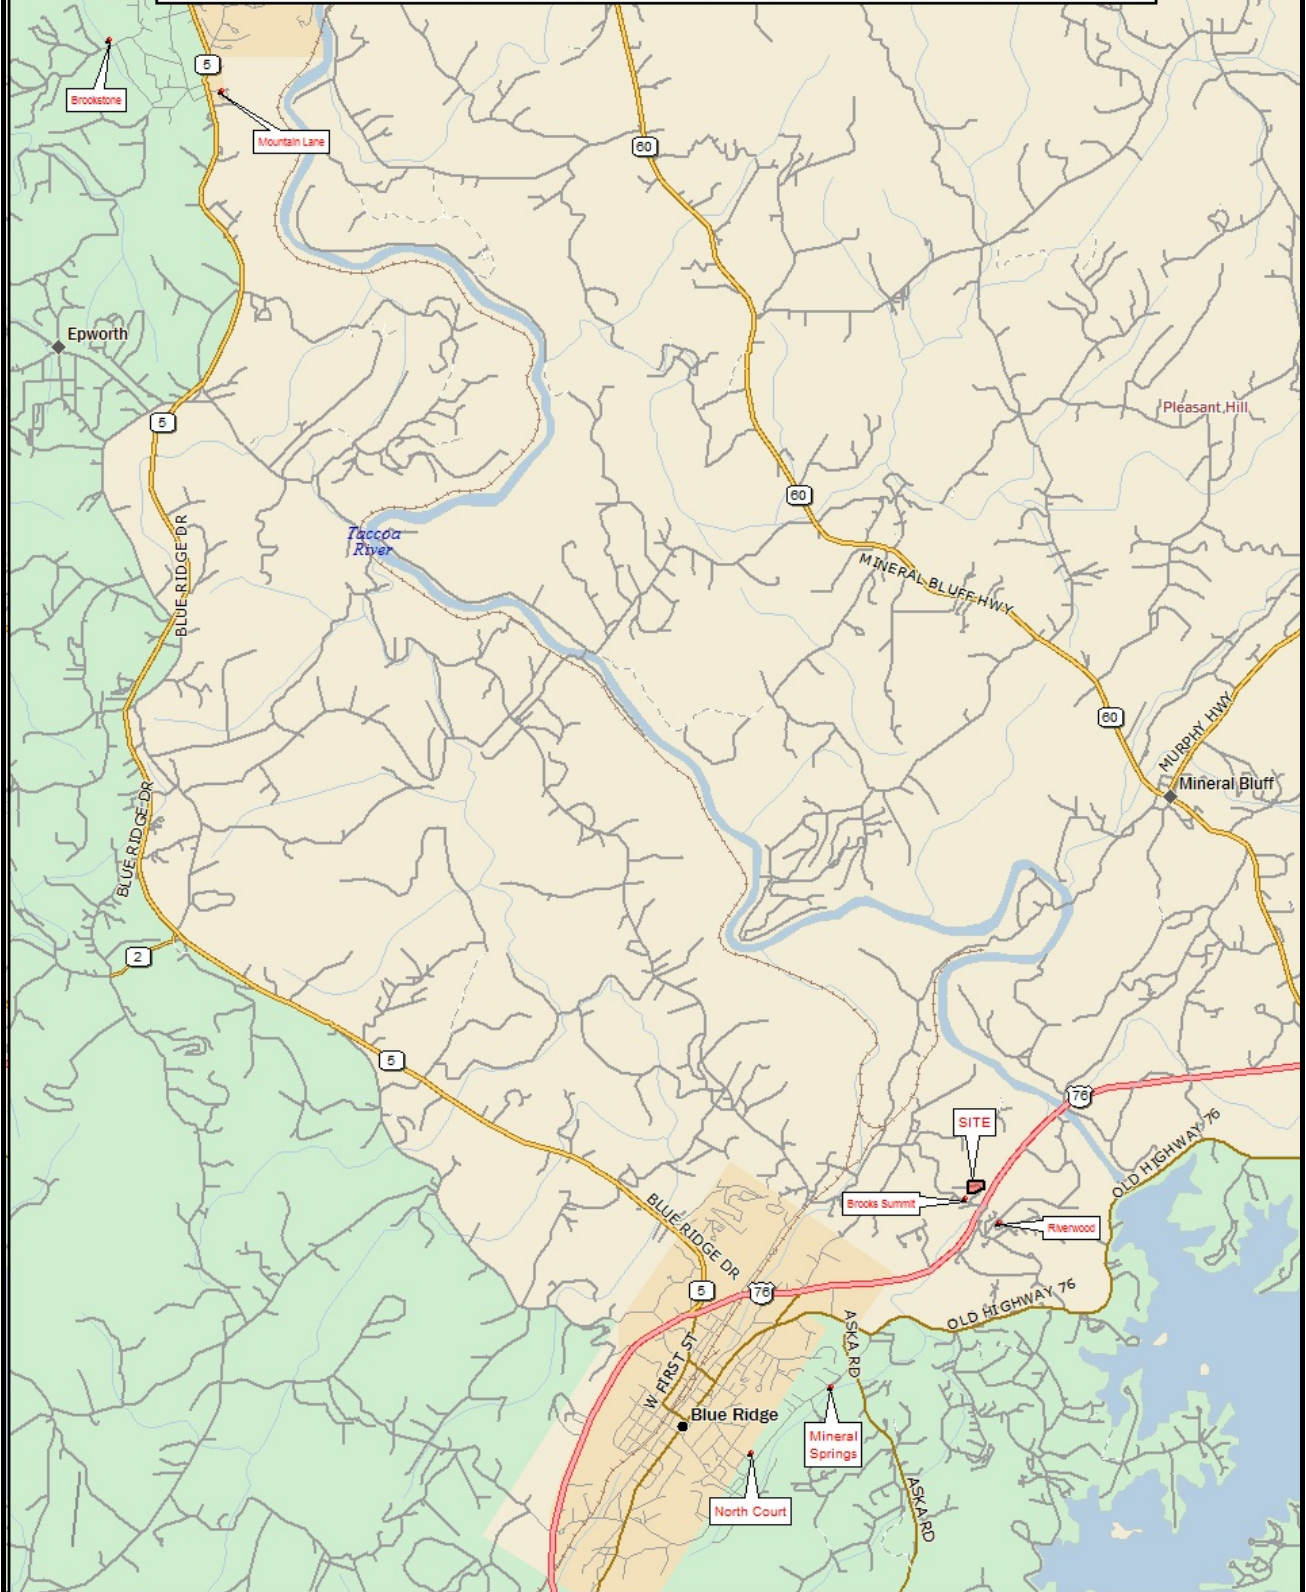 5
Brookstone
Mountain Lane
60
Epworth
Pleasant Hill
5
60
Taccoa
River
BLUE RIDGE DR
MINERAL BLUFF HWY
60
MURPHY HWY
Mineral Bluff
BLUE RIDGE DR
2
5
76
SITE
OLD HIGHWAY 76
Brooks Summit
Riverwood
BLUE RIDGE DR
5
76
OLD HIGHWAY 76
ASKA RD
W FIRST ST
Blue Ridge
Mineral
Springs
North Court
ASKA RD